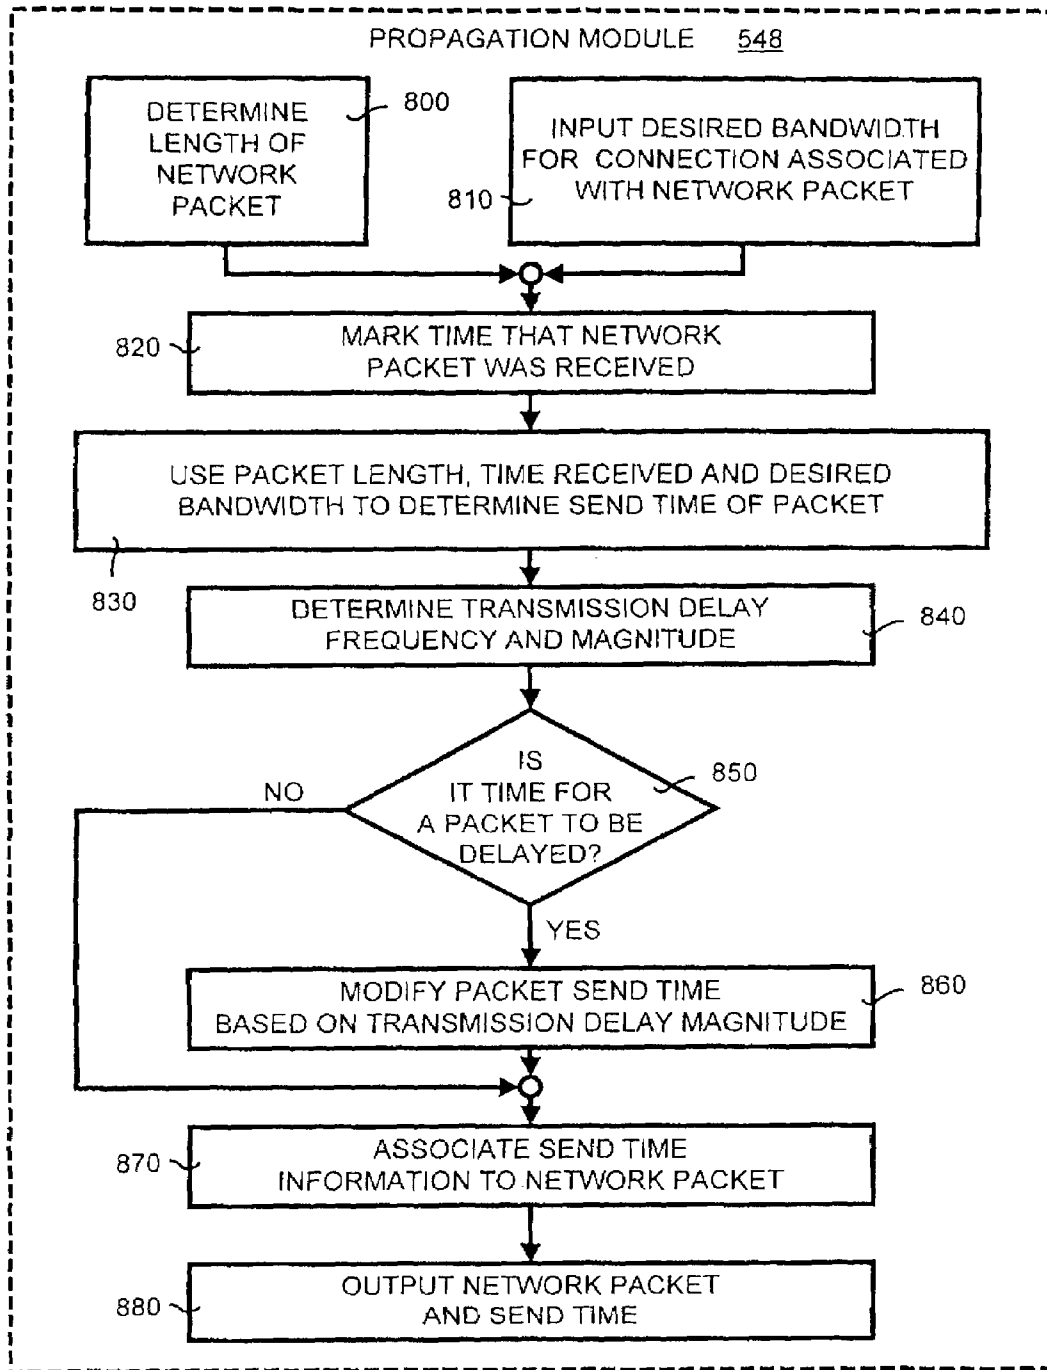 PROPAGATION MODULE 548
DETERMINE
LENGTH OF
NETWORK
PACKET
800
INPUT DESIRED BANDWIDTH
FOR CONNECTION ASSOCIATED
WITH NETWORK PACKET
810
MARK TIME THAT NETWORK
PACKET WAS RECEIVED
820
USE PACKET LENGTH, TIME RECEIVED AND DESIRED
BANDWIDTH TO DETERMINE SEND TIME OF PACKET
830
DETERMINE TRANSMISSION DELAY
FREQUENCY AND MAGNITUDE
840
IS
IT TIME FOR
A PACKET TO BE
DELAYED?
850
NO
YES
MODIFY PACKET SEND TIME
BASED ON TRANSMISSION DELAY MAGNITUDE
860
ASSOCIATE SEND TIME
INFORMATION TO NETWORK PACKET
870
OUTPUT NETWORK PACKET
AND SEND TIME
880